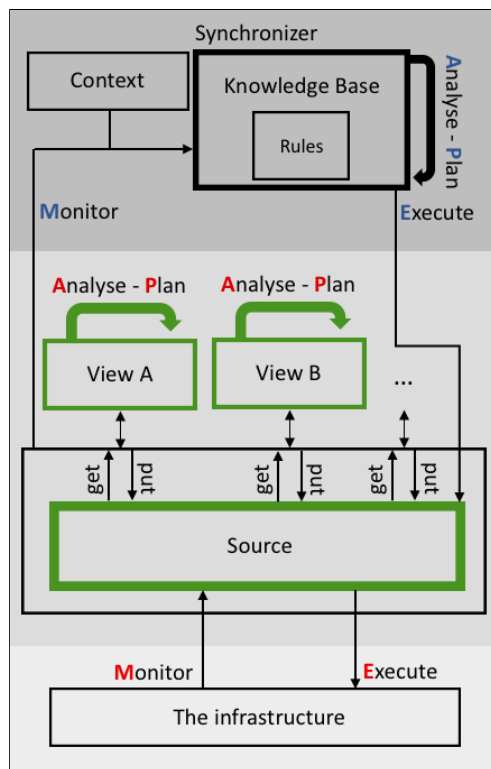 Synchronizer
Context
Knowledge Base
Rules
Analyse - Plan
Monitor
Execute
Analyse - Plan
Analyse - Plan
View A
View B
...
get
put
get
put
get
put
Source
Monitor
Execute
The infrastructure